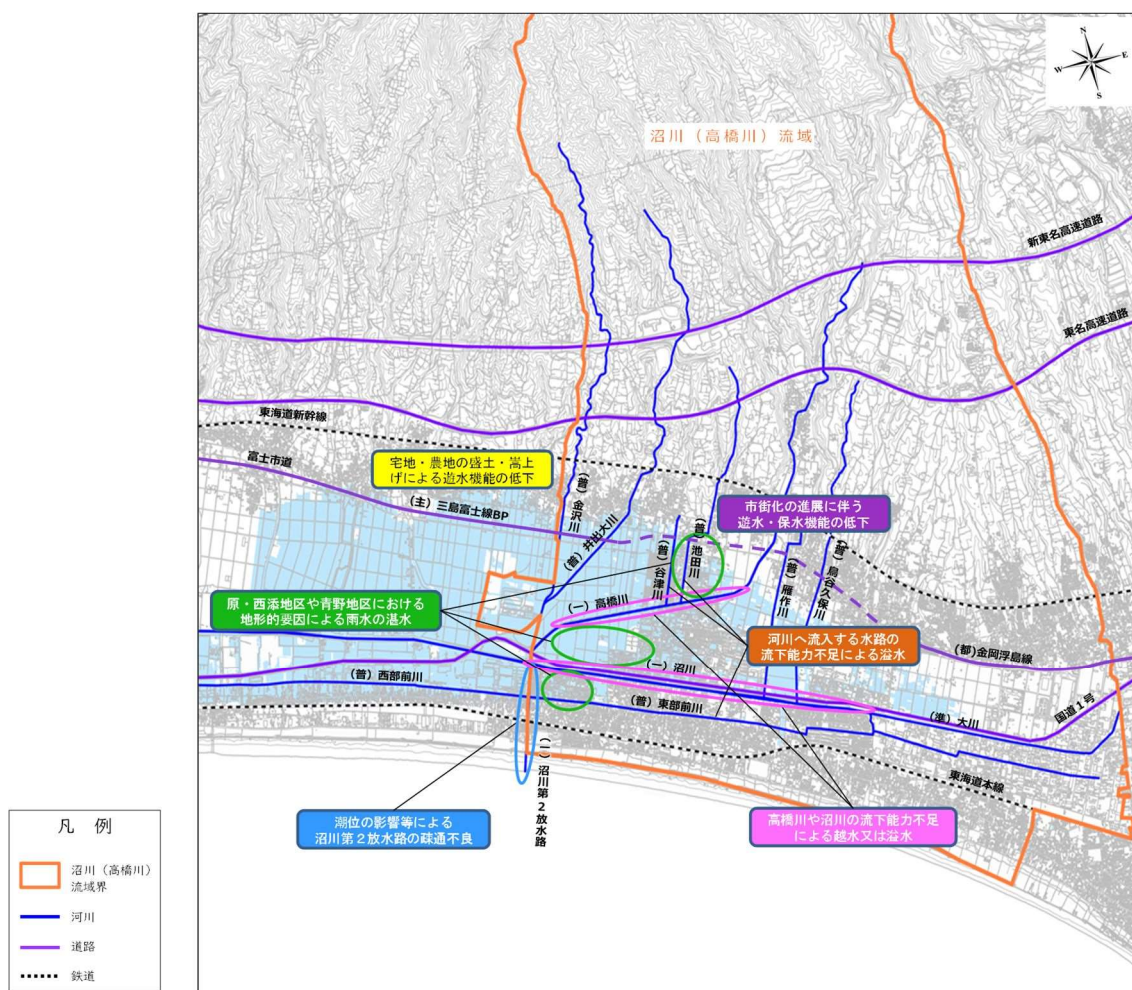 N
W
E
S
沼川（高橋川）流域
新東名高速道路
東名高速道路
東海道新幹線
富士市道
宅地・農地の盛土・嵩上
げによる遊水機能の低下
(主) 三島富士線BP
(普) 金沢川
市街化の進展に伴う
遊水・保水機能の低下
(普) 井出大川
(普) 池田川
(普) 谷津川
(普) 雁作川
(普) 鳥谷久保川
原・西添地区や青野地区における
地形的要因による雨水の湛水
(一) 高橋川
河川へ流入する水路の
流下能力不足による溢水
(都)金岡浮島線
(一) 沼川
(普) 西部前川
(普) 東部前川
(準) 大川
国道１号
(一) 沼川第２放水路
東海道本線
潮位の影響等による
沼川第２放水路の疎通不良
高橋川や沼川の流下能力不足
による越水又は溢水
凡 例
沼川（高橋川）
流域界
河川
道路
鉄道